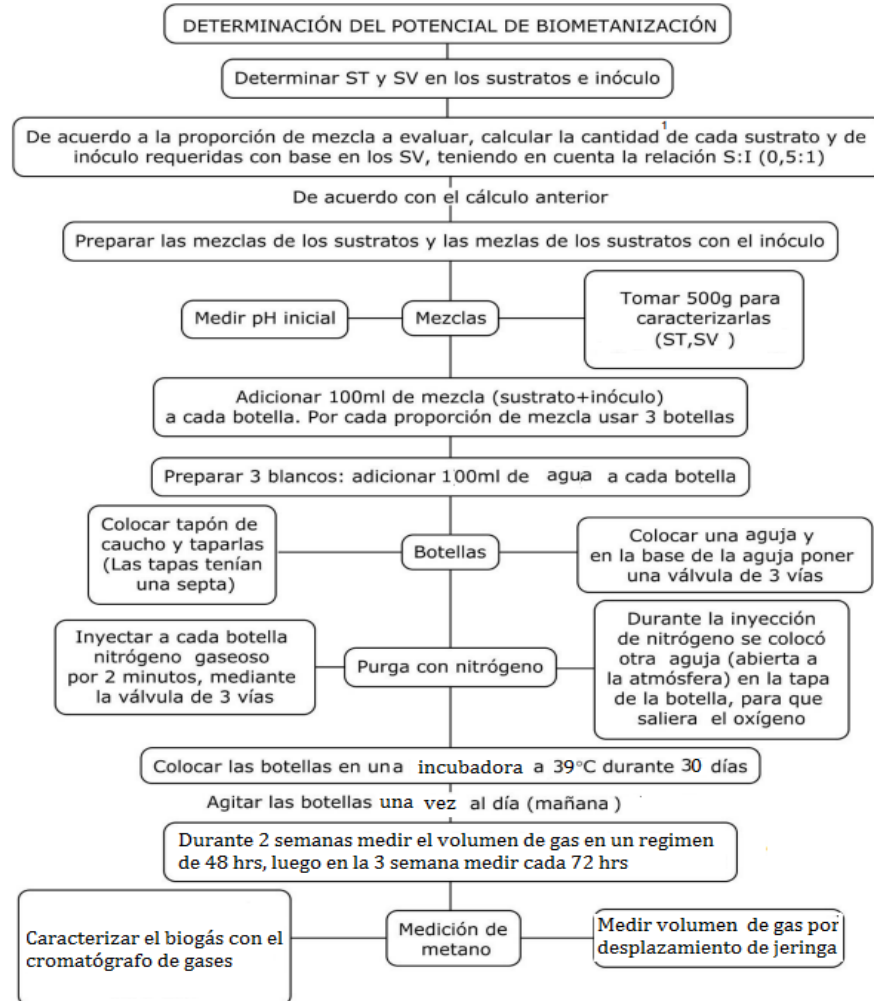 DETERMINACIÓN DEL POTENCIAL DE BIOMETANIZACIÓN
Determinar ST y SV en los sustratos e inóculo
De acuerdo a la proporción de mezcla a evaluar, calcular la cantidad¹ de cada sustrato y de
inóculo requeridas con base en los SV, teniendo en cuenta la relación S:I (0,5:1)
De acuerdo con el cálculo anterior
Preparar las mezclas de los sustratos y las mezlas de los sustratos con el inóculo
Medir pH inicial
Mezclas
Tomar 500g para
caracterizarlas
(ST,SV )
Adicionar 100ml de mezcla (sustrato+inóculo)
a cada botella. Por cada proporción de mezcla usar 3 botellas
Preparar 3 blancos: adicionar 100ml de agua a cada botella
Colocar tapón de
caucho y taparlas
(Las tapas tenían
una septa)
Botellas
Colocar una aguja y
en la base de la aguja poner
una válvula de 3 vías
Inyectar a cada botella
nitrógeno gaseoso
por 2 minutos, mediante
la válvula de 3 vías
Purga con nitrógeno
Durante la inyección
de nitrógeno se colocó
otra aguja (abierta a
la atmósfera) en la tapa
de la botella, para que
saliera el oxígeno
Colocar las botellas en una incubadora a 39°C durante 30 días
Agitar las botellas una vez al día (mañana )
Durante 2 semanas medir el volumen de gas en un regimen
de 48 hrs, luego en la 3 semana medir cada 72 hrs
Caracterizar el biogás con el
cromatógrafo de gases
Medición de
metano
Medir volumen de gas por
desplazamiento de jeringa